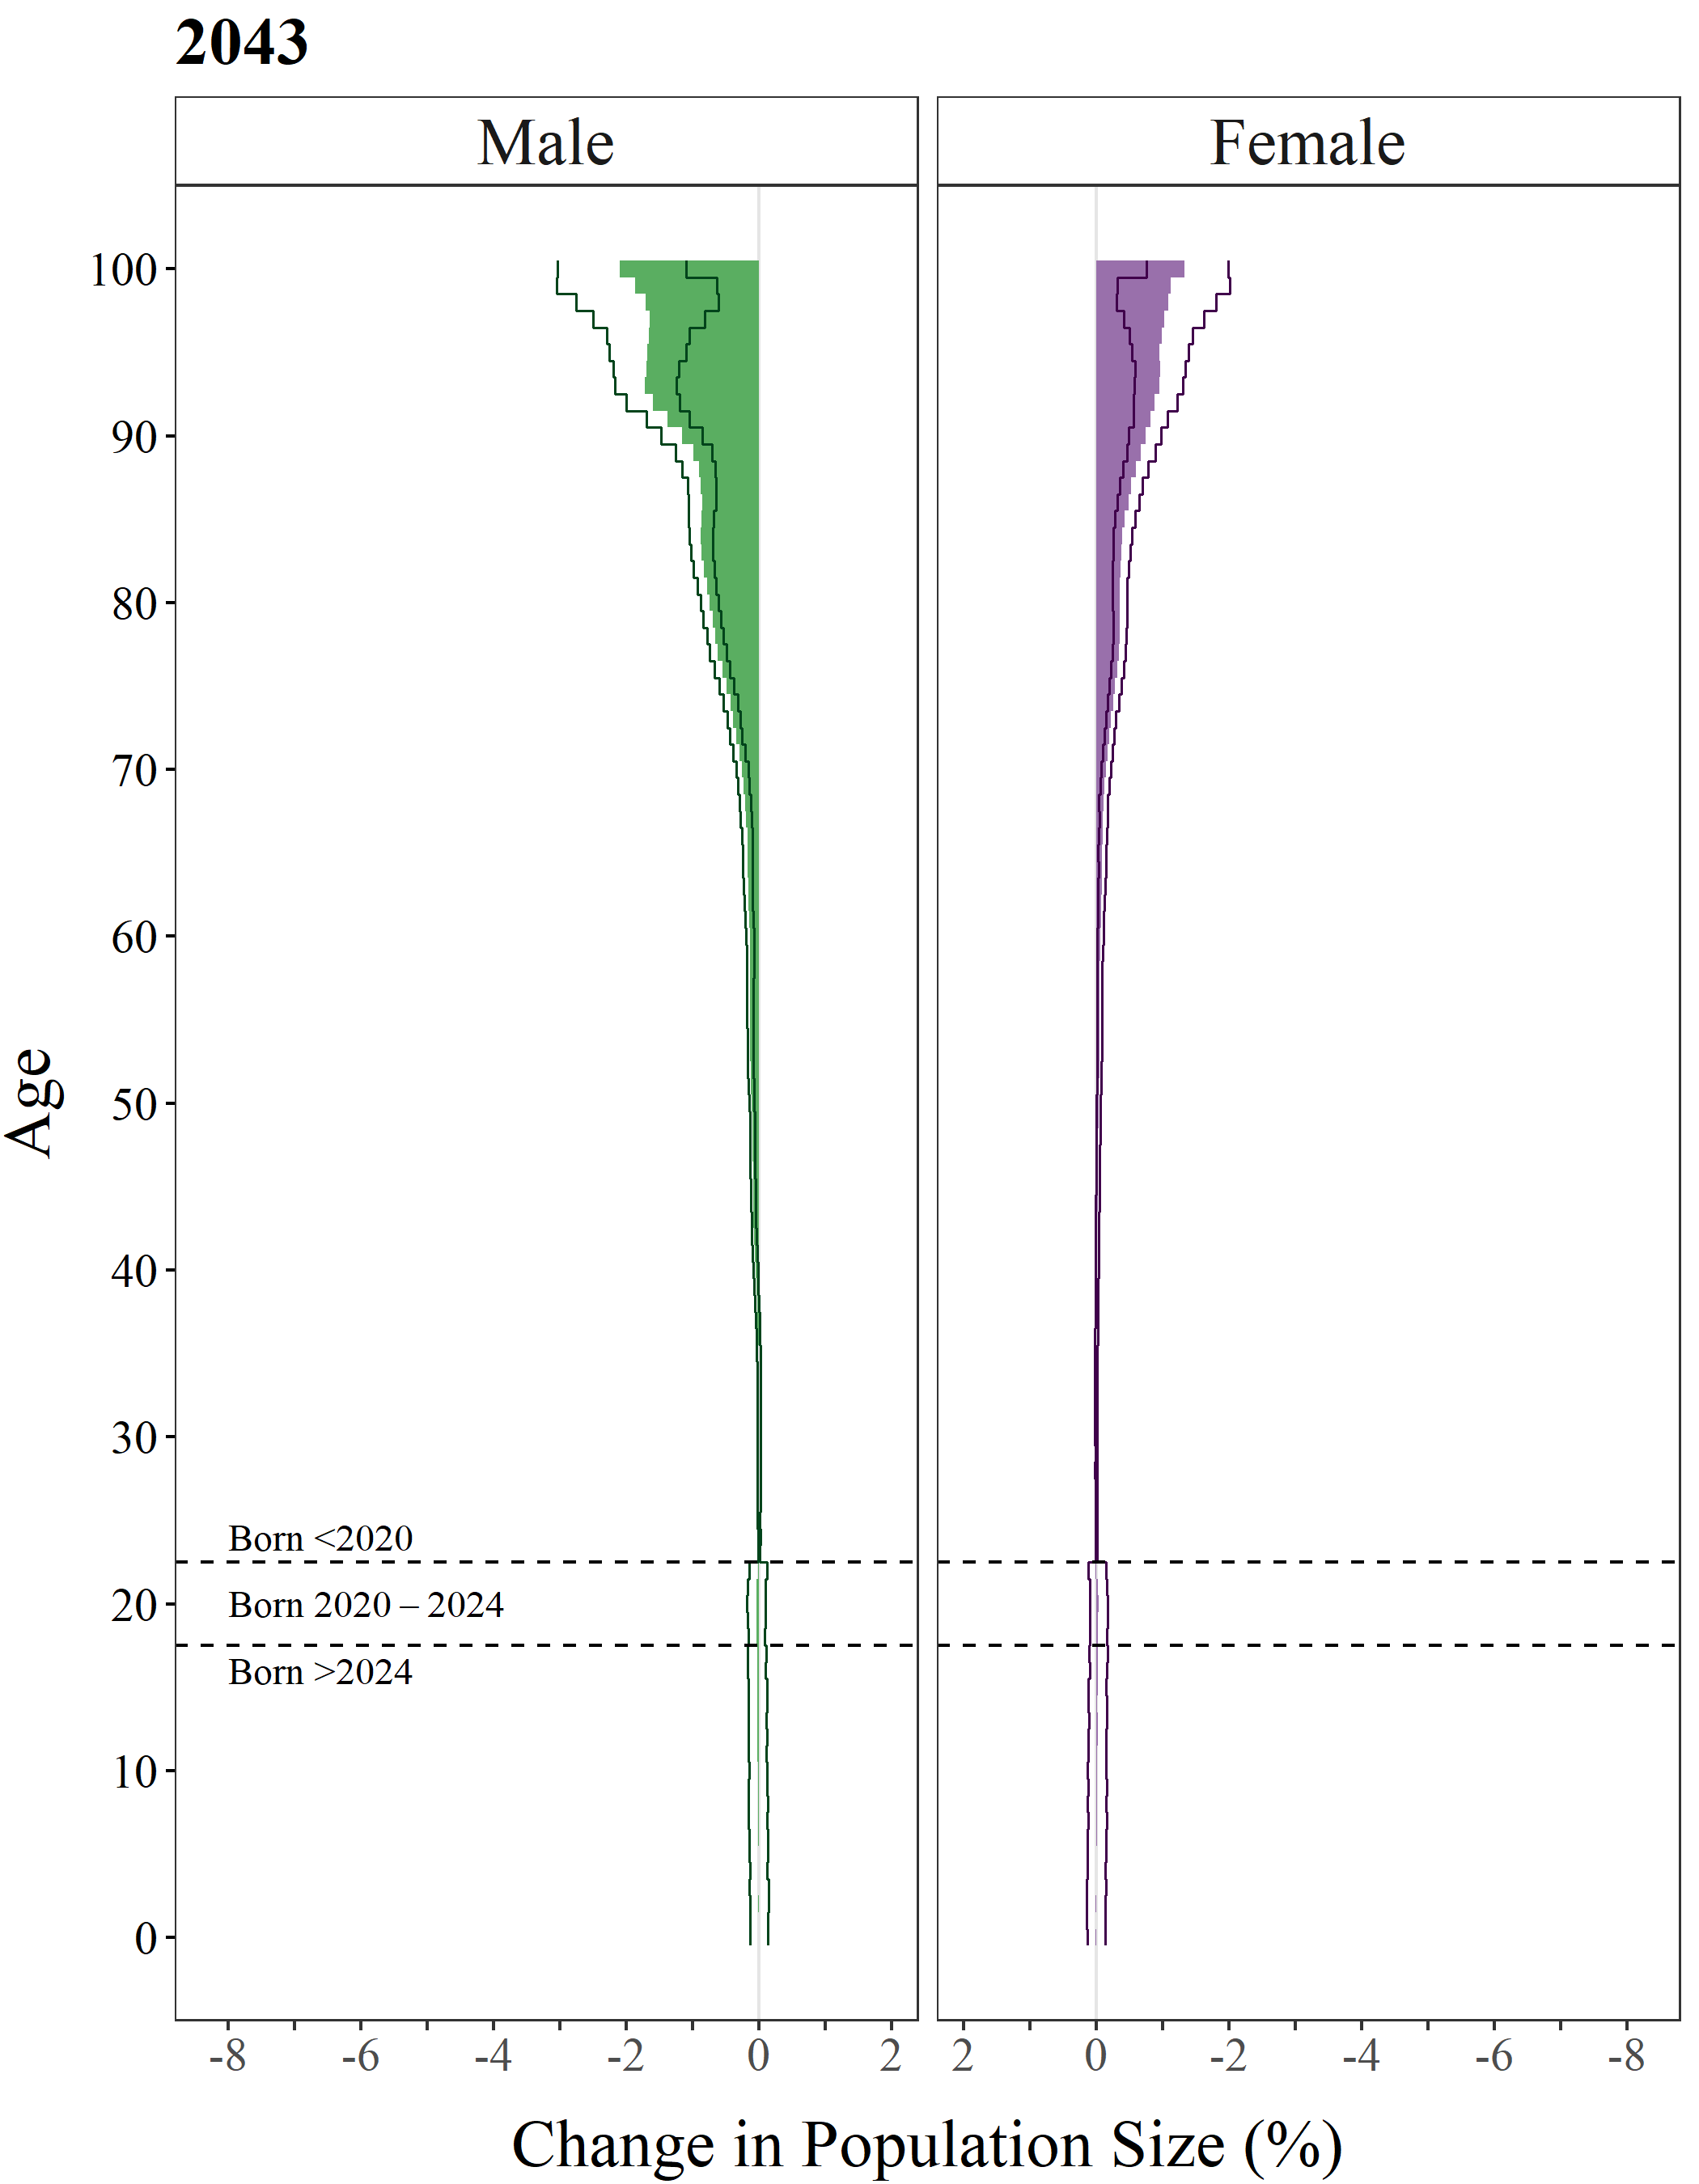 2043
Male
Female
100
90
80
70
60
50
40
30
20
10
0
Age
Born <2020
Born 2020 – 2024
Born >2024
-8 -6 -4 -2 0 2 2 0 -2 -4 -6 -8
Change in Population Size (%)